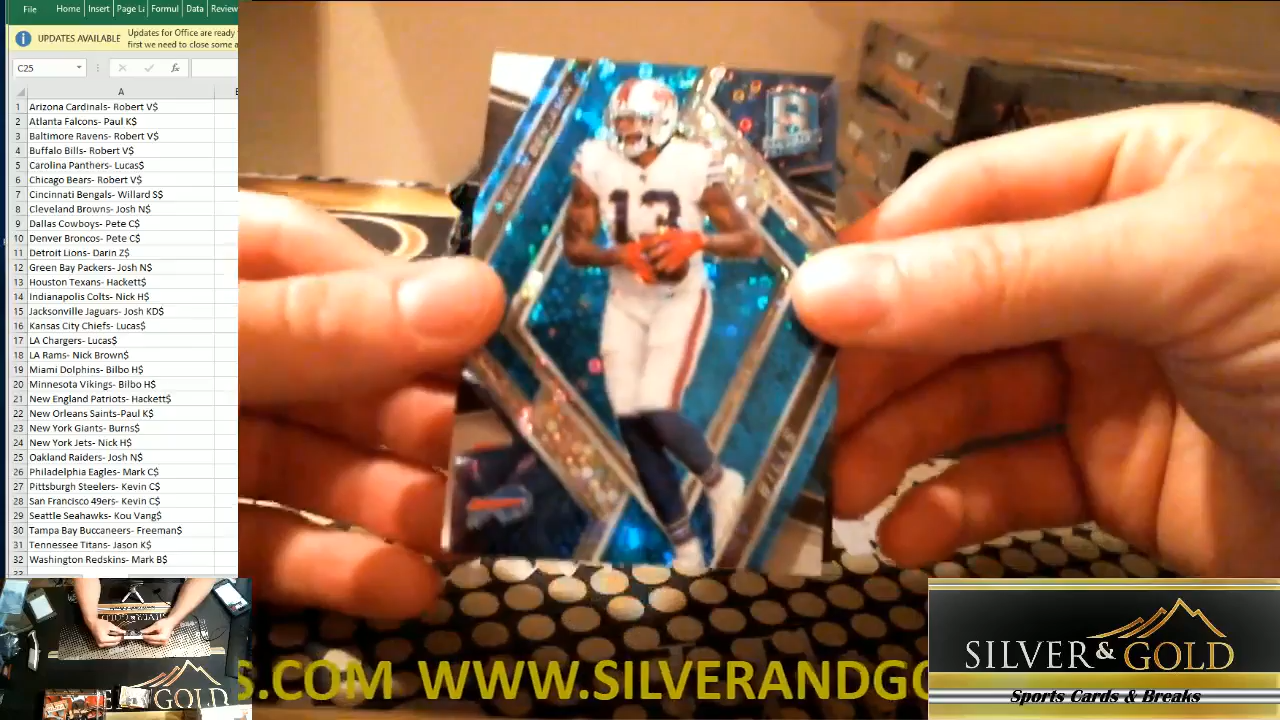 File Home Insert Page Li Formul Data Review
UPDATES AVAILABLE Updates for Office are ready
first we need to close some a
C25 fx
A
1 Arizona Cardinals- Robert V$
2 Atlanta Falcons- Paul K$
3 Baltimore Ravens- Robert V$
4 Buffalo Bills- Robert V$
5 Carolina Panthers- Lucas$
6 Chicago Bears- Robert V$
7 Cincinnati Bengals- Willard S$
8 Cleveland Browns- Josh N$
9 Dallas Cowboys- Pete C$
10 Denver Broncos- Pete C$
11 Detroit Lions- Darin Z$
12 Green Bay Packers- Josh N$
13 Houston Texans- Hackett$
14 Indianapolis Colts- Nick H$
15 Jacksonville Jaguars- Josh KD$
16 Kansas City Chiefs- Lucas$
17 LA Chargers- Lucas$
18 LA Rams- Nick Brown$
19 Miami Dolphins- Bilbo H$
20 Minnesota Vikings- Bilbo H$
21 New England Patriots- Hackett$
22 New Orleans Saints-Paul K$
23 New York Giants- Burns$
24 New York Jets- Nick H$
25 Oakland Raiders- Josh N$
26 Philadelphia Eagles- Mark C$
27 Pittsburgh Steelers- Kevin C$
28 San Francisco 49ers- Kevin C$
29 Seattle Seahawks- Kou Vang$
30 Tampa Bay Buccaneers- Freeman$
31 Tennessee Titans- Jason K$
32 Washington Redskins- Mark B$
13
BILLS
GOLD
S.COM WWW.SILVERANDGO
SILVER & GOLD
Sports Cards & Breaks